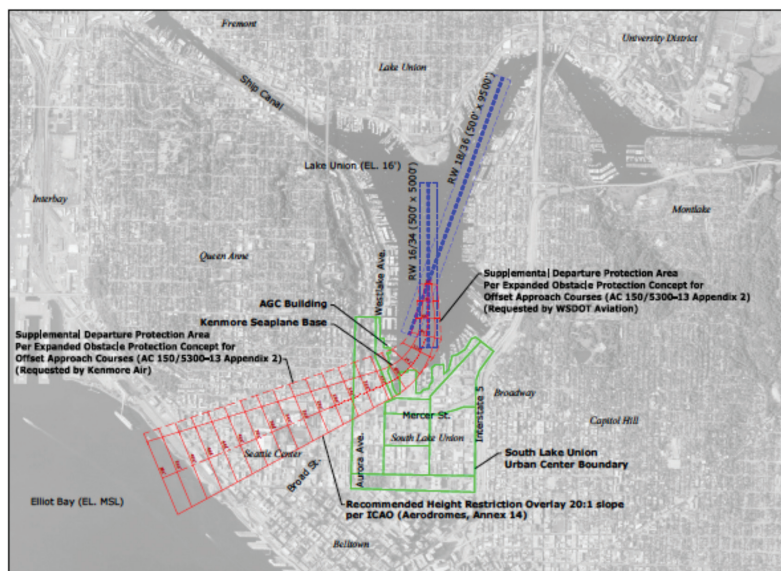 Fremont
University District
Lake Union
Ship Canal
RW 18/36 (500' x 9500')
Lake Union (EL. 16')
RW 16/34 (500' x 5000')
Interbay
Montlake
Queen Anne
Westlake Ave.
Supplemental Departure Protection Area
Per Expanded Obstacle Protection Concept for
Offset Approach Courses (AC 150/5300-13 Appendix 2)
(Requested by WSDOT Aviation)
AGC Building
Kenmore Seaplane Base
Supplemental Departure Protection Area
Per Expanded Obstacle Protection Concept for
Offset Approach Courses (AC 150/5300-13 Appendix 2)
(Requested by Kenmore Air)
Broadway
Mercer St.
Interstate 5
Capitol Hill
South Lake Union
Seattle Center
Aurora Ave.
South Lake Union
Urban Center Boundary
Broad St.
Elliot Bay (EL. MSL)
Recommended Height Restriction Overlay 20:1 slope
per ICAO (Aerodromes, Annex 14)
Belltown